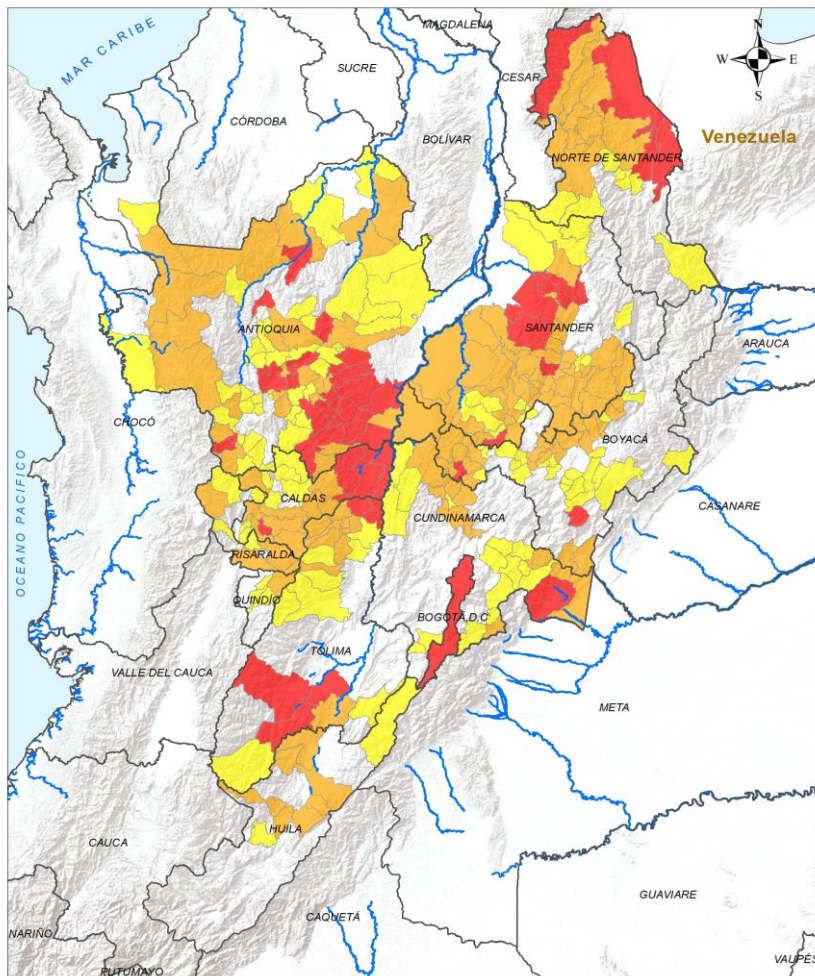 MAGDALENA
N
MAR CARIBE
SUCRE
CESAR
W
E
S
CÓRDOBA
BOLÍVAR
Venezuela
NORTE DE SANTANDER
ANTIOQUIA
SANTANDER
ARAUCA
CHOCÓ
BOYACÁ
CALDAS
CASANARE
CUNDINAMARCA
OCEANO PACIFICO
RISARALDA
QUINDÍO
BOGOTÁ, D.C
TOLIMA
VALLE DEL CAUCA
META
HUILA
CAUCA
GUAVIARE
CAQUETÁ
NARIÑO
VAUPÉS
PUTUMAYO